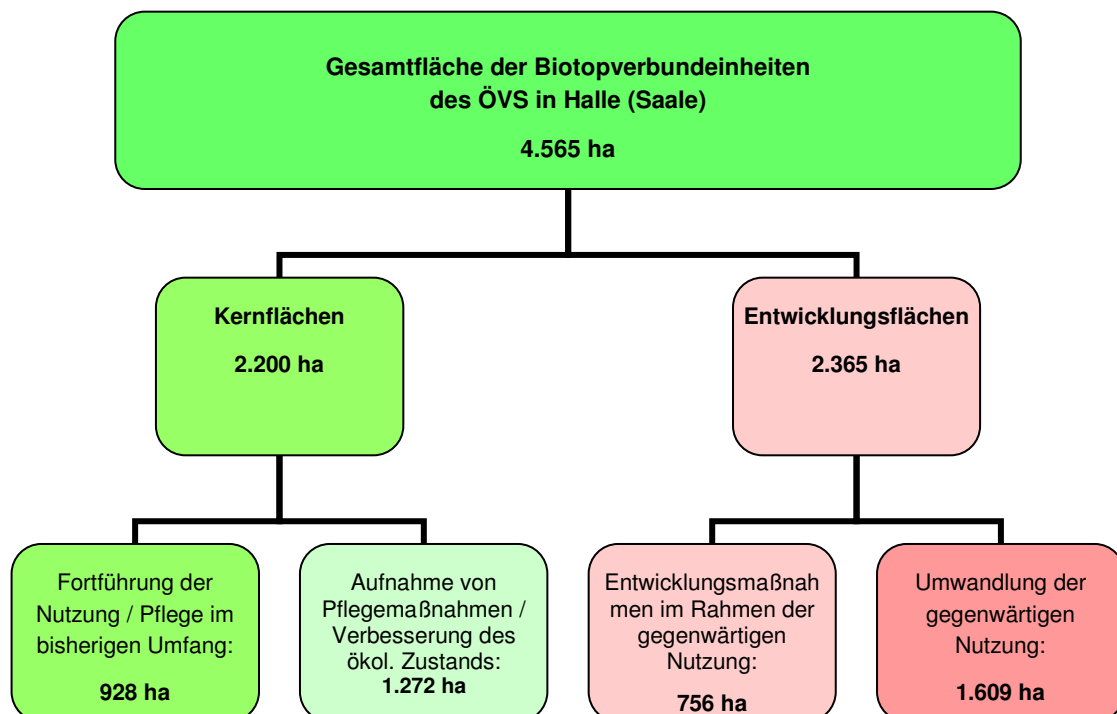 Gesamtfläche der Biotopverbundeinheiten
des ÖVS in Halle (Saale)
4.565 ha
Kernflächen
2.200 ha
Entwicklungsflächen
2.365 ha
Fortführung der
Nutzung / Pflege im
bisherigen Umfang:
928 ha
Aufnahme von
Pflegemaßnahmen /
Verbesserung des
ökol. Zustands:
1.272 ha
Entwicklungsmaßnah
men im Rahmen der
gegenwärtigen
Nutzung:
756 ha
Umwandlung der
gegenwärtigen
Nutzung:
1.609 ha